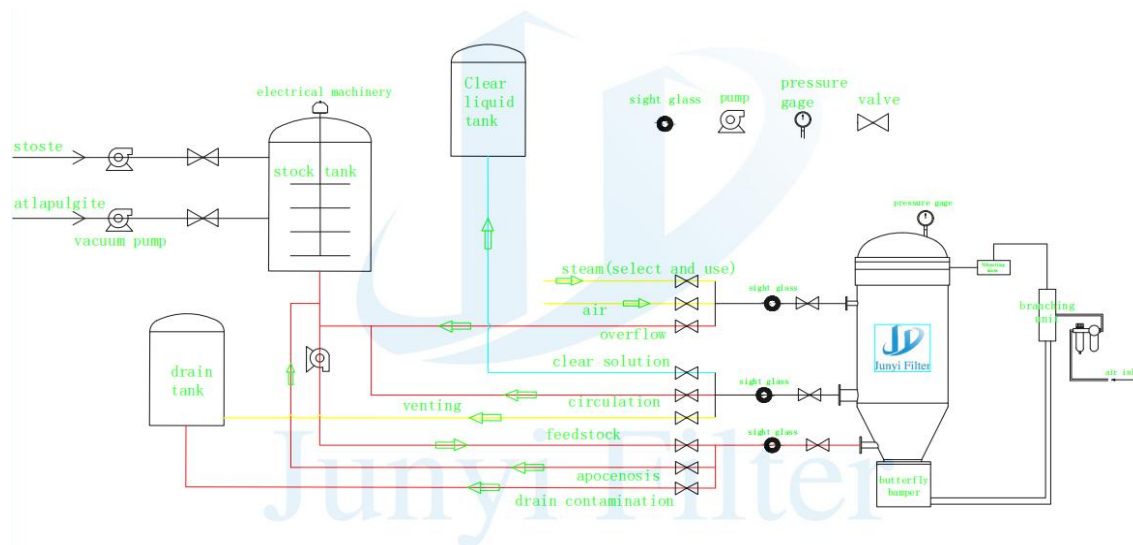 Clear
liquid
tank
electrical machinery
sight glass
pump
pressure
gage
valve
stoste
stock tank
atlapulgite
vacuum pump
pressure gage
steam(select and use)
sight glass
air
branching
unit
overflow
Junyi Filter
drain
tank
clear solution
sight glass
air inl
venting
circulation
feedstock
sight glass
apocenosis
drain contamination
butterfly
bamper
Junyi Filter